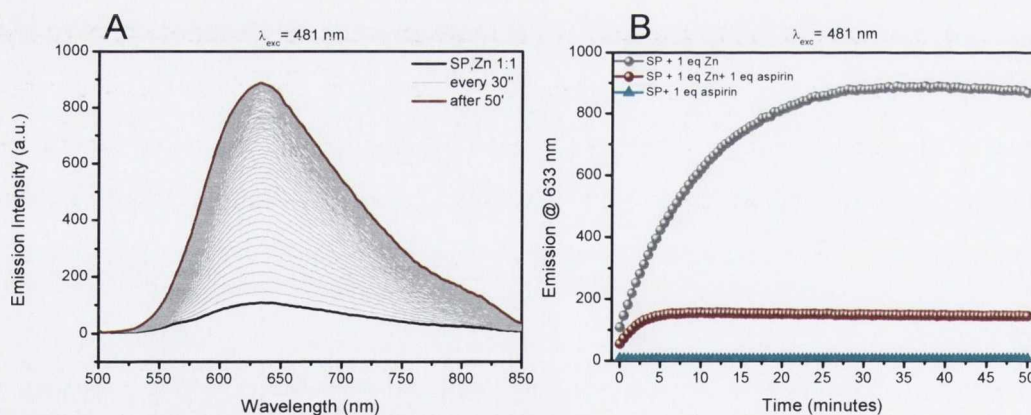 A
λexc = 481 nm
SP,Zn 1:1
every 30"
after 50'
1000
800
600
400
200
0
Emission Intensity (a.u.)
500 550 600 650 700 750 800 850
Wavelength (nm)
B
λexc = 481 nm
SP + 1 eq Zn
SP + 1 eq Zn+ 1 eq aspirin
SP+ 1 eq aspirin
1000
800
600
400
200
0
Emission @ 633 nm
0 5 10 15 20 25 30 35 40 45 50
Time (minutes)